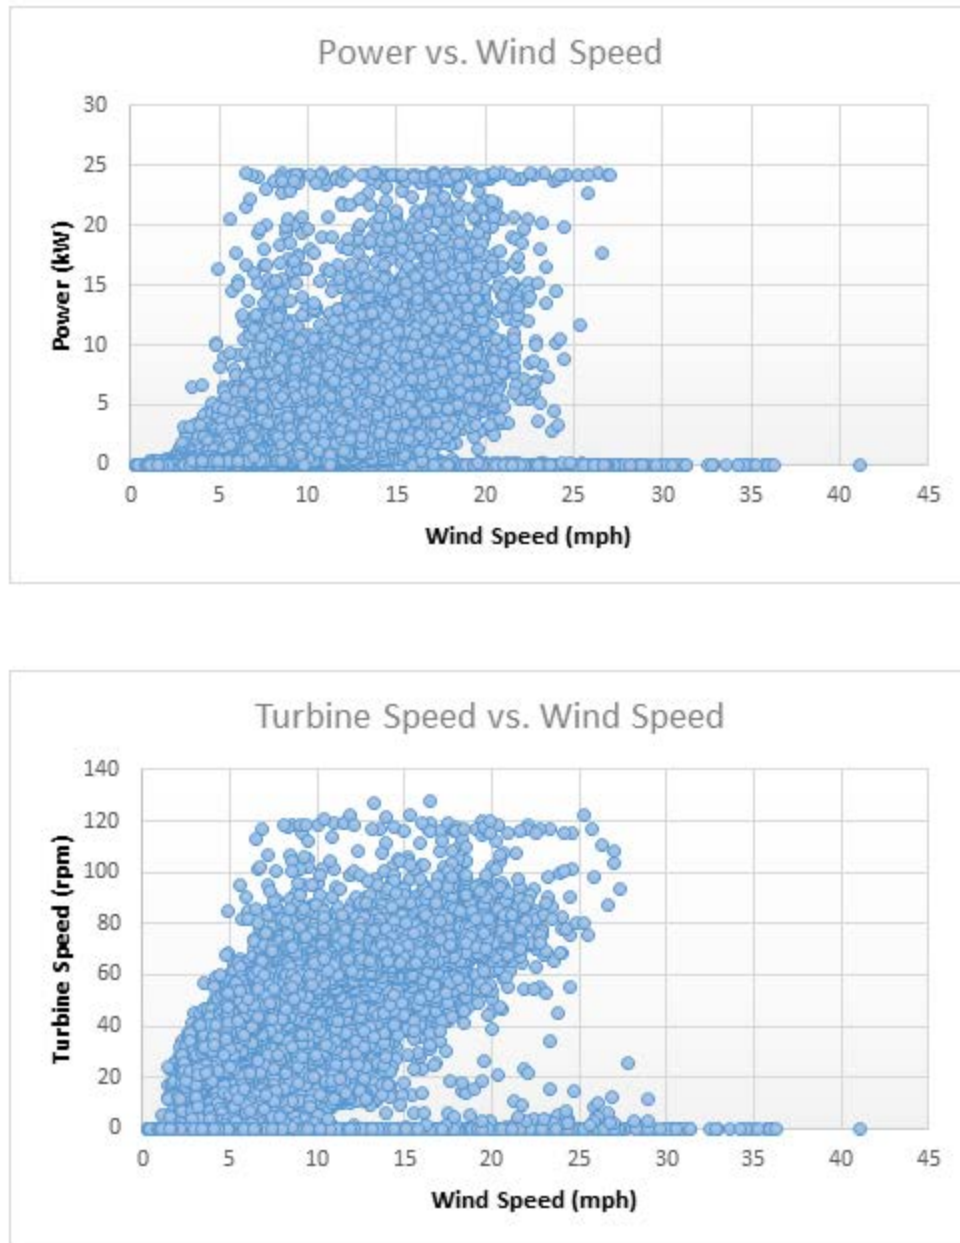 Power vs. Wind Speed
30
25
20
15
10
5
0
Power (kW)
0 5 10 15 20 25 30 35 40 45
Wind Speed (mph)
Turbine Speed vs. Wind Speed
140
120
100
80
60
40
20
0
Turbine Speed (rpm)
0 5 10 15 20 25 30 35 40 45
Wind Speed (mph)